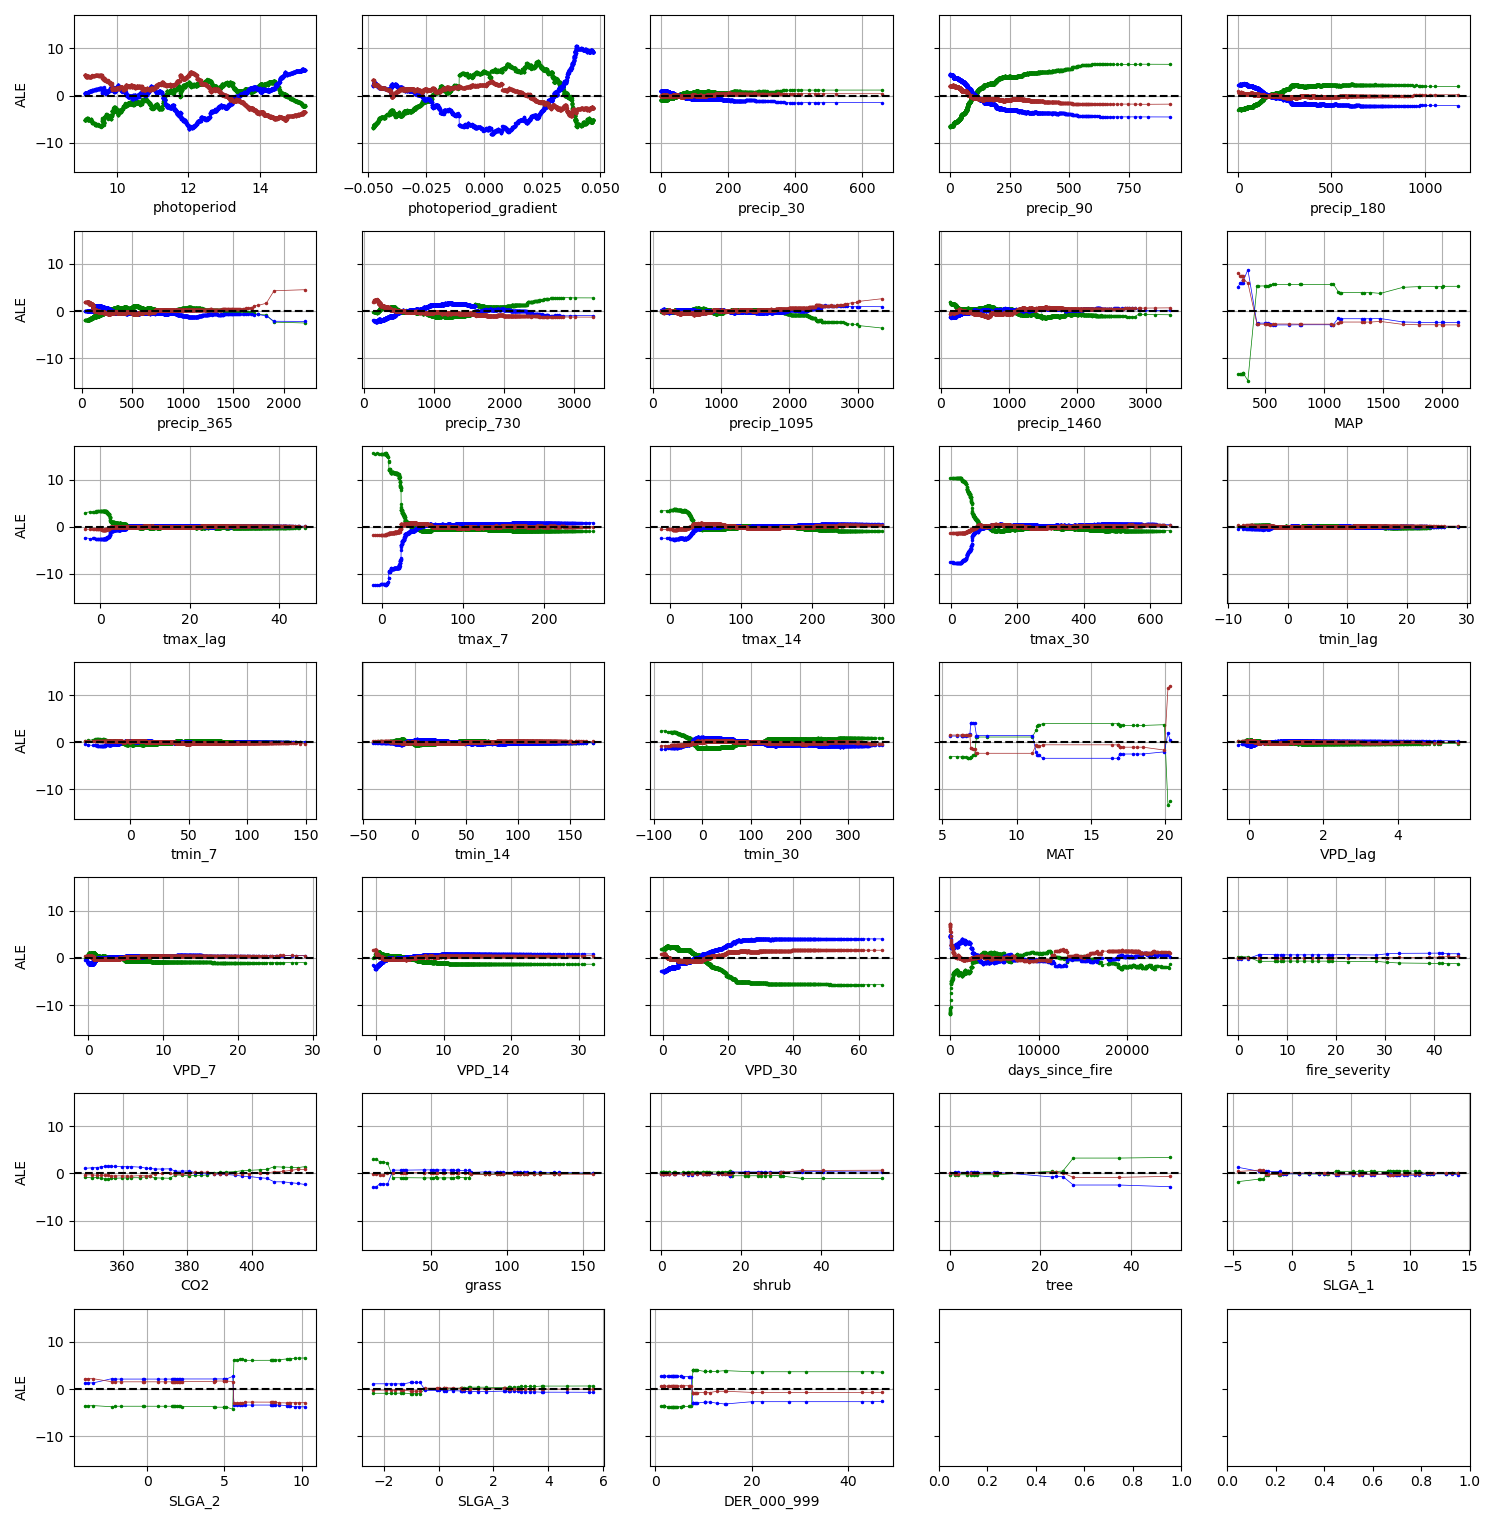 10 0 −10 ALE
10 12 14
photoperiod
−0.050 −0.025 0.000 0.025 0.050
photoperiod_gradient
0 200 400 600
precip_30
0 250 500 750
precip_90
0 500 1000
precip_180
10 0 −10 ALE
0 500 1000 1500 2000
precip_365
0 1000 2000 3000
precip_730
0 1000 2000 3000
precip_1095
0 1000 2000 3000
precip_1460
500 1000 1500 2000
MAP
10 0 −10 ALE
0 20 40
tmax_lag
0 100 200
tmax_7
0 100 200 300
tmax_14
0 200 400 600
tmax_30
−10 0 10 20 30
tmin_lag
10 0 −10 ALE
0 50 100 150
tmin_7
−50 0 50 100 150
tmin_14
−100 0 100 200 300
tmin_30
5 10 15 20
MAT
0 2 4
VPD_lag
10 0 −10 ALE
0 10 20 30
VPD_7
0 10 20 30
VPD_14
0 20 40 60
VPD_30
0 10000 20000
days_since_fire
0 10 20 30 40
fire_severity
10 0 −10 ALE
360 380 400
CO2
50 100 150
grass
0 20 40
shrub
0 20 40
tree
−5 0 5 10 15
SLGA_1
10 0 −10 ALE
0 5 10
SLGA_2
−2 0 2 4 6
SLGA_3
0 20 40
DER_000_999
0.0 0.2 0.4 0.6 0.8 1.0
0.0 0.2 0.4 0.6 0.8 1.0